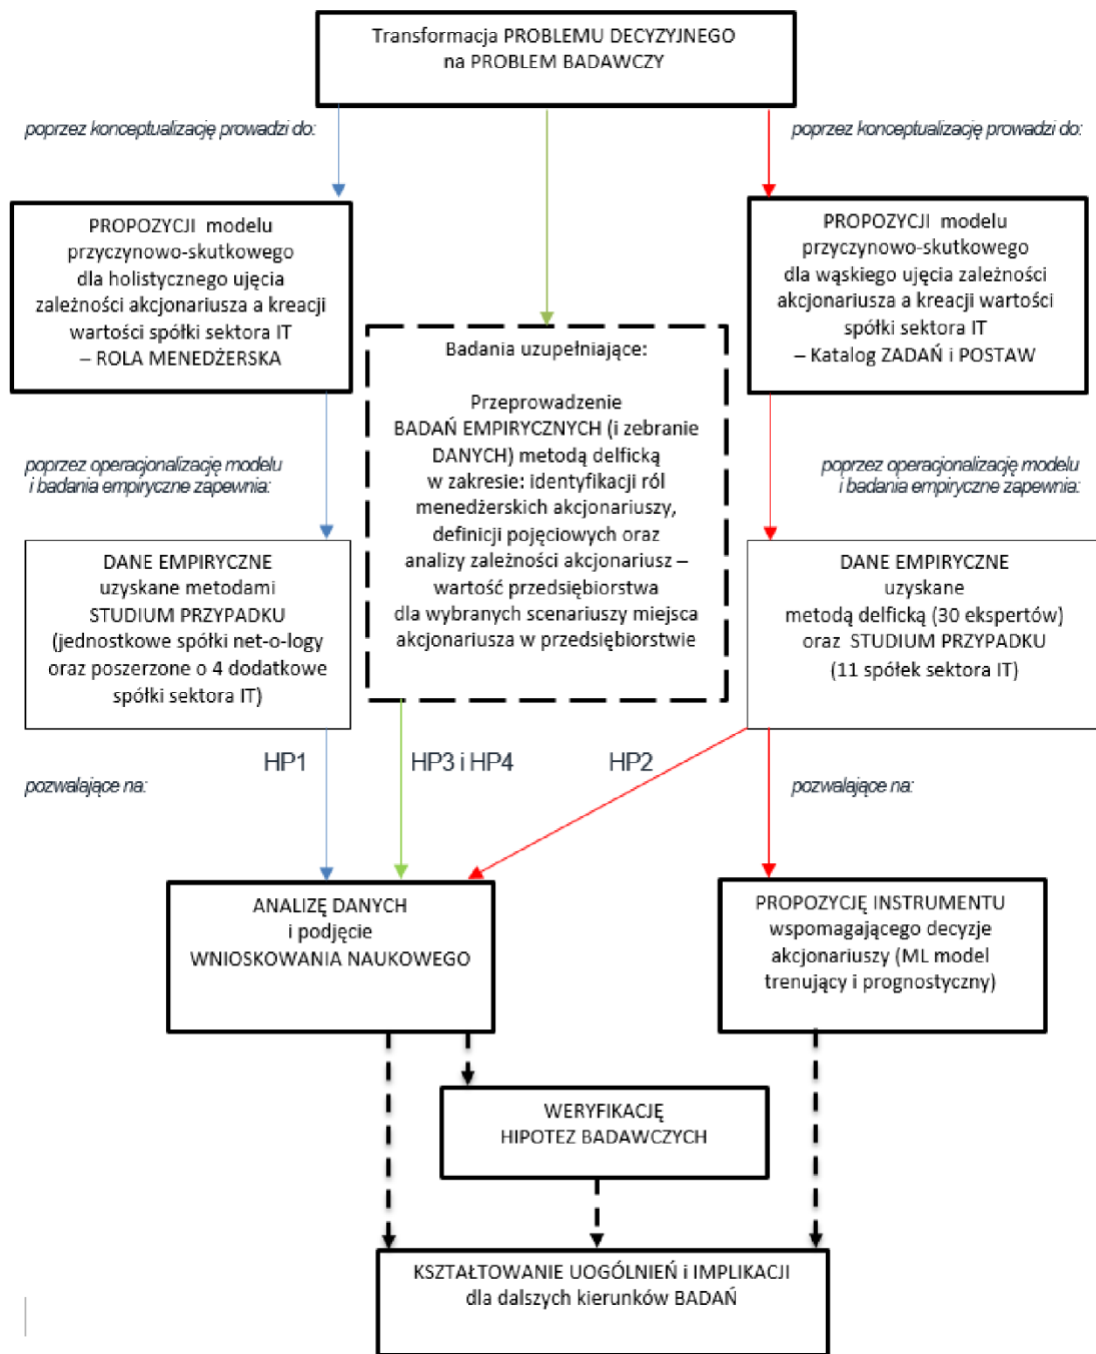 Transformacja PROBLEMU DECYZYJNEGO
na PROBLEM BADAWCZY
poprzez konceptualizację prowadzi do:
poprzez konceptualizację prowadzi do:
PROPOZYCJI modelu
przyczynowo-skutkowego
dla holistycznego ujęcia
zależności akcjonariusza a kreacji
wartości spółki sektora IT
– ROLA MENEDŻERSKA
PROPOZYCJI modelu
przyczynowo-skutkowego
dla wąskiego ujęcia zależności
akcjonariusza a kreacji wartości
spółki sektora IT
– Katalog ZADAŃ i POSTAW
Badania uzupełniające:
Przeprowadzenie
BADAŃ EMPIRYCZNYCH (i zebranie
DANYCH) metodą delficką
w zakresie: identyfikacji ról
menedżerskich akcjonariuszy,
definicji pojęciowych oraz
analizy zależności akcjonariusz –
wartość przedsiębiorstwa
dla wybranych scenariuszy miejsca
akcjonariusza w przedsiębiorstwie
poprzez operacjonalizację modelu
i badania empiryczne zapewnia:
poprzez operacjonalizację modelu
i badania empiryczne zapewnia:
DANE EMPIRYCZNE
uzyskane metodami
STUDIUM PRZYPADKU
(jednostkowe spółki net-o-logy
oraz poszerzone o 4 dodatkowe
spółki sektora IT)
DANE EMPIRYCZNE
uzyskane
metodą delficką (30 ekspertów)
oraz STUDIUM PRZYPADKU
(11 spółek sektora IT)
HP1
HP3 i HP4
HP2
pozwalające na:
pozwalające na:
ANALIZĘ DANYCH
i podjęcie
WNIOSKOWANIA NAUKOWEGO
PROPOZYCJĘ INSTRUMENTU
wspomagającego decyzje
akcjonariuszy (ML model
trenujący i prognostyczny)
WERYFIKACJĘ
HIPOTEZ BADAWCZYCH
KSZTAŁTOWANIE UOGÓLNIEŃ i IMPLIKACJI
dla dalszych kierunków BADAŃ